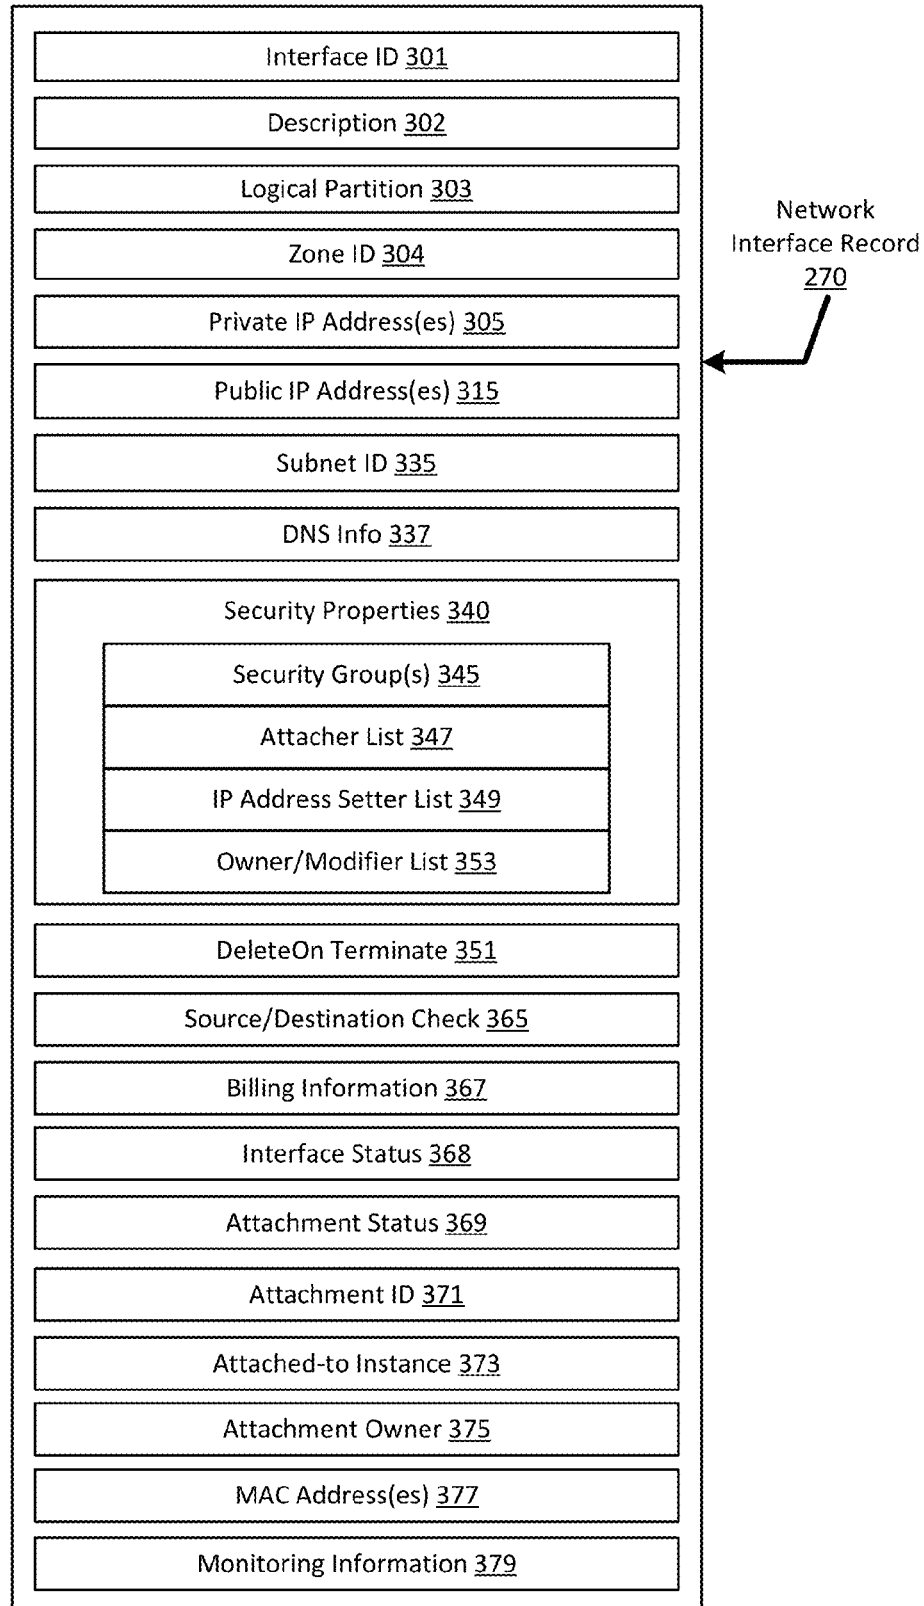 Interface ID 301
Description 302
Logical Partition 303
Zone ID 304
Private IP Address(es) 305
Public IP Address(es) 315
Subnet ID 335
DNS Info 337
Security Properties 340
Security Group(s) 345
Attacher List 347
IP Address Setter List 349
Owner/Modifier List 353
DeleteOn Terminate 351
Source/Destination Check 365
Billing Information 367
Interface Status 368
Attachment Status 369
Attachment ID 371
Attached-to Instance 373
Attachment Owner 375
MAC Address(es) 377
Monitoring Information 379
Network
Interface Record
270